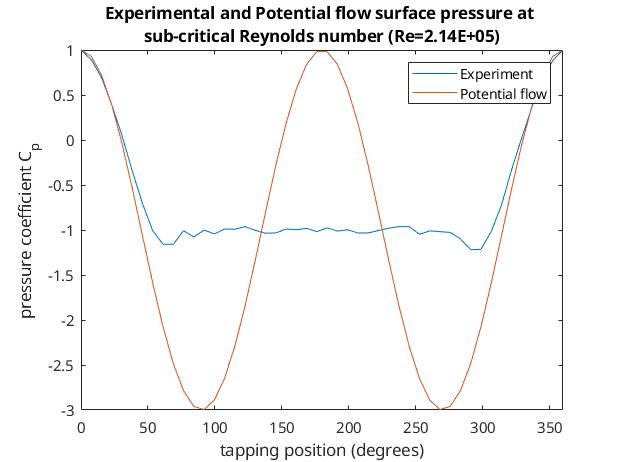 Experimental and Potential flow surface pressure at
sub-critical Reynolds number (Re=2.14E+05)
Experiment
Potential flow
pressure coefficient Cp
1
0.5
0
-0.5
-1
-1.5
-2
-2.5
-3
0 50 100 150 200 250 300 350
tapping position (degrees)